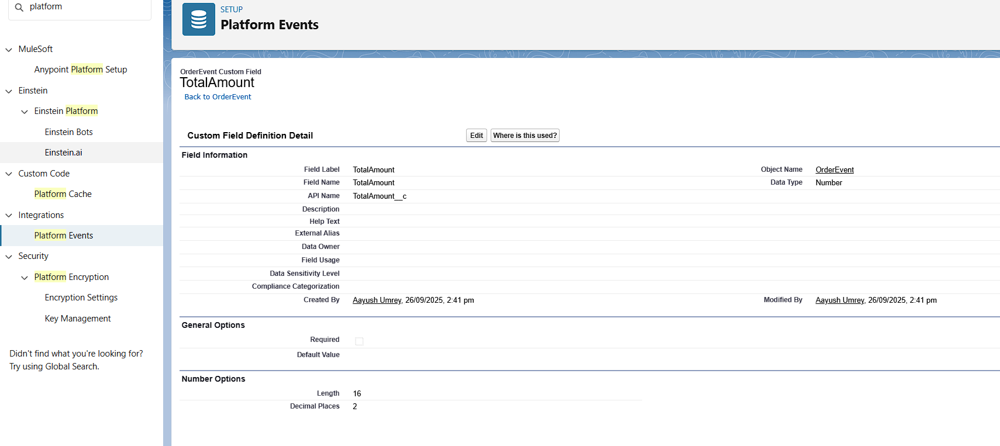 platform
MuleSoft
Anypoint Platform Setup
Einstein
Einstein Platform
Einstein Bots
Einstein.ai
Custom Code
Platform Cache
Integrations
Platform Events
Security
Platform Encryption
Encryption Settings
Key Management
Didn't find what you're looking for?
Try using Global Search.
SETUP
Platform Events
OrderEvent Custom Field
TotalAmount
Back to OrderEvent
Custom Field Definition Detail Edit Where is this used?
Field Information
Field Label TotalAmount Object Name OrderEvent
Field Name TotalAmount Data Type Number
API Name TotalAmount__c
Description
Help Text
External Alias
Data Owner
Field Usage
Data Sensitivity Level
Compliance Categorization
Created By Aayush Umrey, 26/09/2025, 2:41 pm Modified By Aayush Umrey, 26/09/2025, 2:41 pm
General Options
Required
Default Value
Number Options
Length 16
Decimal Places 2